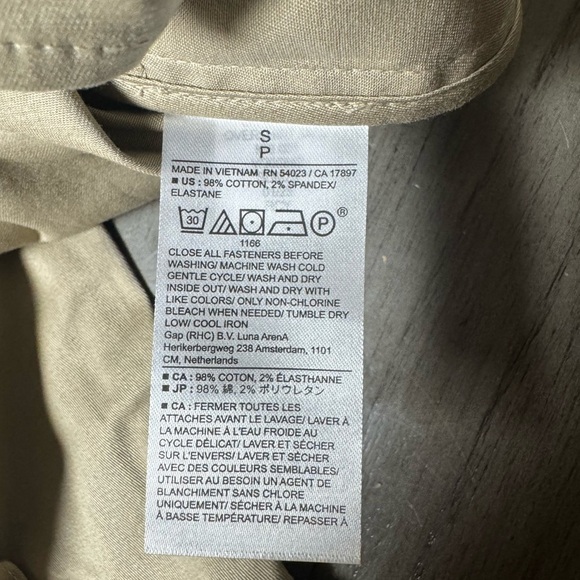 S
P
MADE IN VIETNAM RN 54023 / CA 17897
■ US : 98% COTTON, 2% SPANDEX/
ELASTANE
30 P ®
1166
CLOSE ALL FASTENERS BEFORE
WASHING/ MACHINE WASH COLD
GENTLE CYCLE/ WASH AND DRY
INSIDE OUT/ WASH AND DRY WITH
LIKE COLORS/ ONLY NON-CHLORINE
BLEACH WHEN NEEDED/ TUMBLE DRY
LOW/ COOL IRON
Gap (RHC) B.V. Luna ArenA
Herikerbergweg 238 Amsterdam, 1101
CM, Netherlands
■ CA : 98% COTON, 2% ÉLASTHANNE
■ JP : 98% 綿, 2% ポリウレタン
■ CA : FERMER TOUTES LES
ATTACHES AVANT LE LAVAGE/ LAVER À
LA MACHINE À L'EAU FROIDE AU
CYCLE DÉLICAT/ LAVER ET SÉCHER
SUR L'ENVERS/ LAVER ET SÉCHER
AVEC DES COULEURS SEMBLABLES/
UTILISER AU BESOIN UN AGENT DE
BLANCHIMENT SANS CHLORE
UNIQUEMENT/ SÉCHER À LA MACHINE
À BASSE TEMPÉRATURE/ REPASSER À